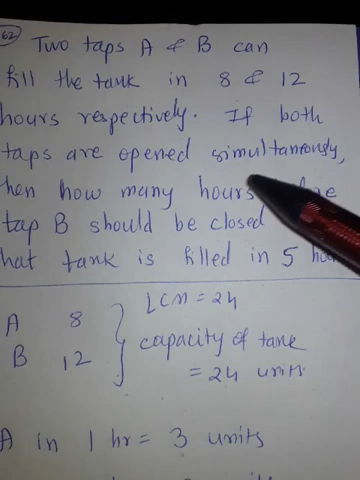 62
Two taps A & B can
fill the tank in 8 & 12
hours respectively. If both
taps are opened simultaneously,
then how many hours
tap B should be closed
that tank is filled in 5
A 8
B 12
LCM = 24
capacity of tank
= 24 units
A in 1 hr = 3 units